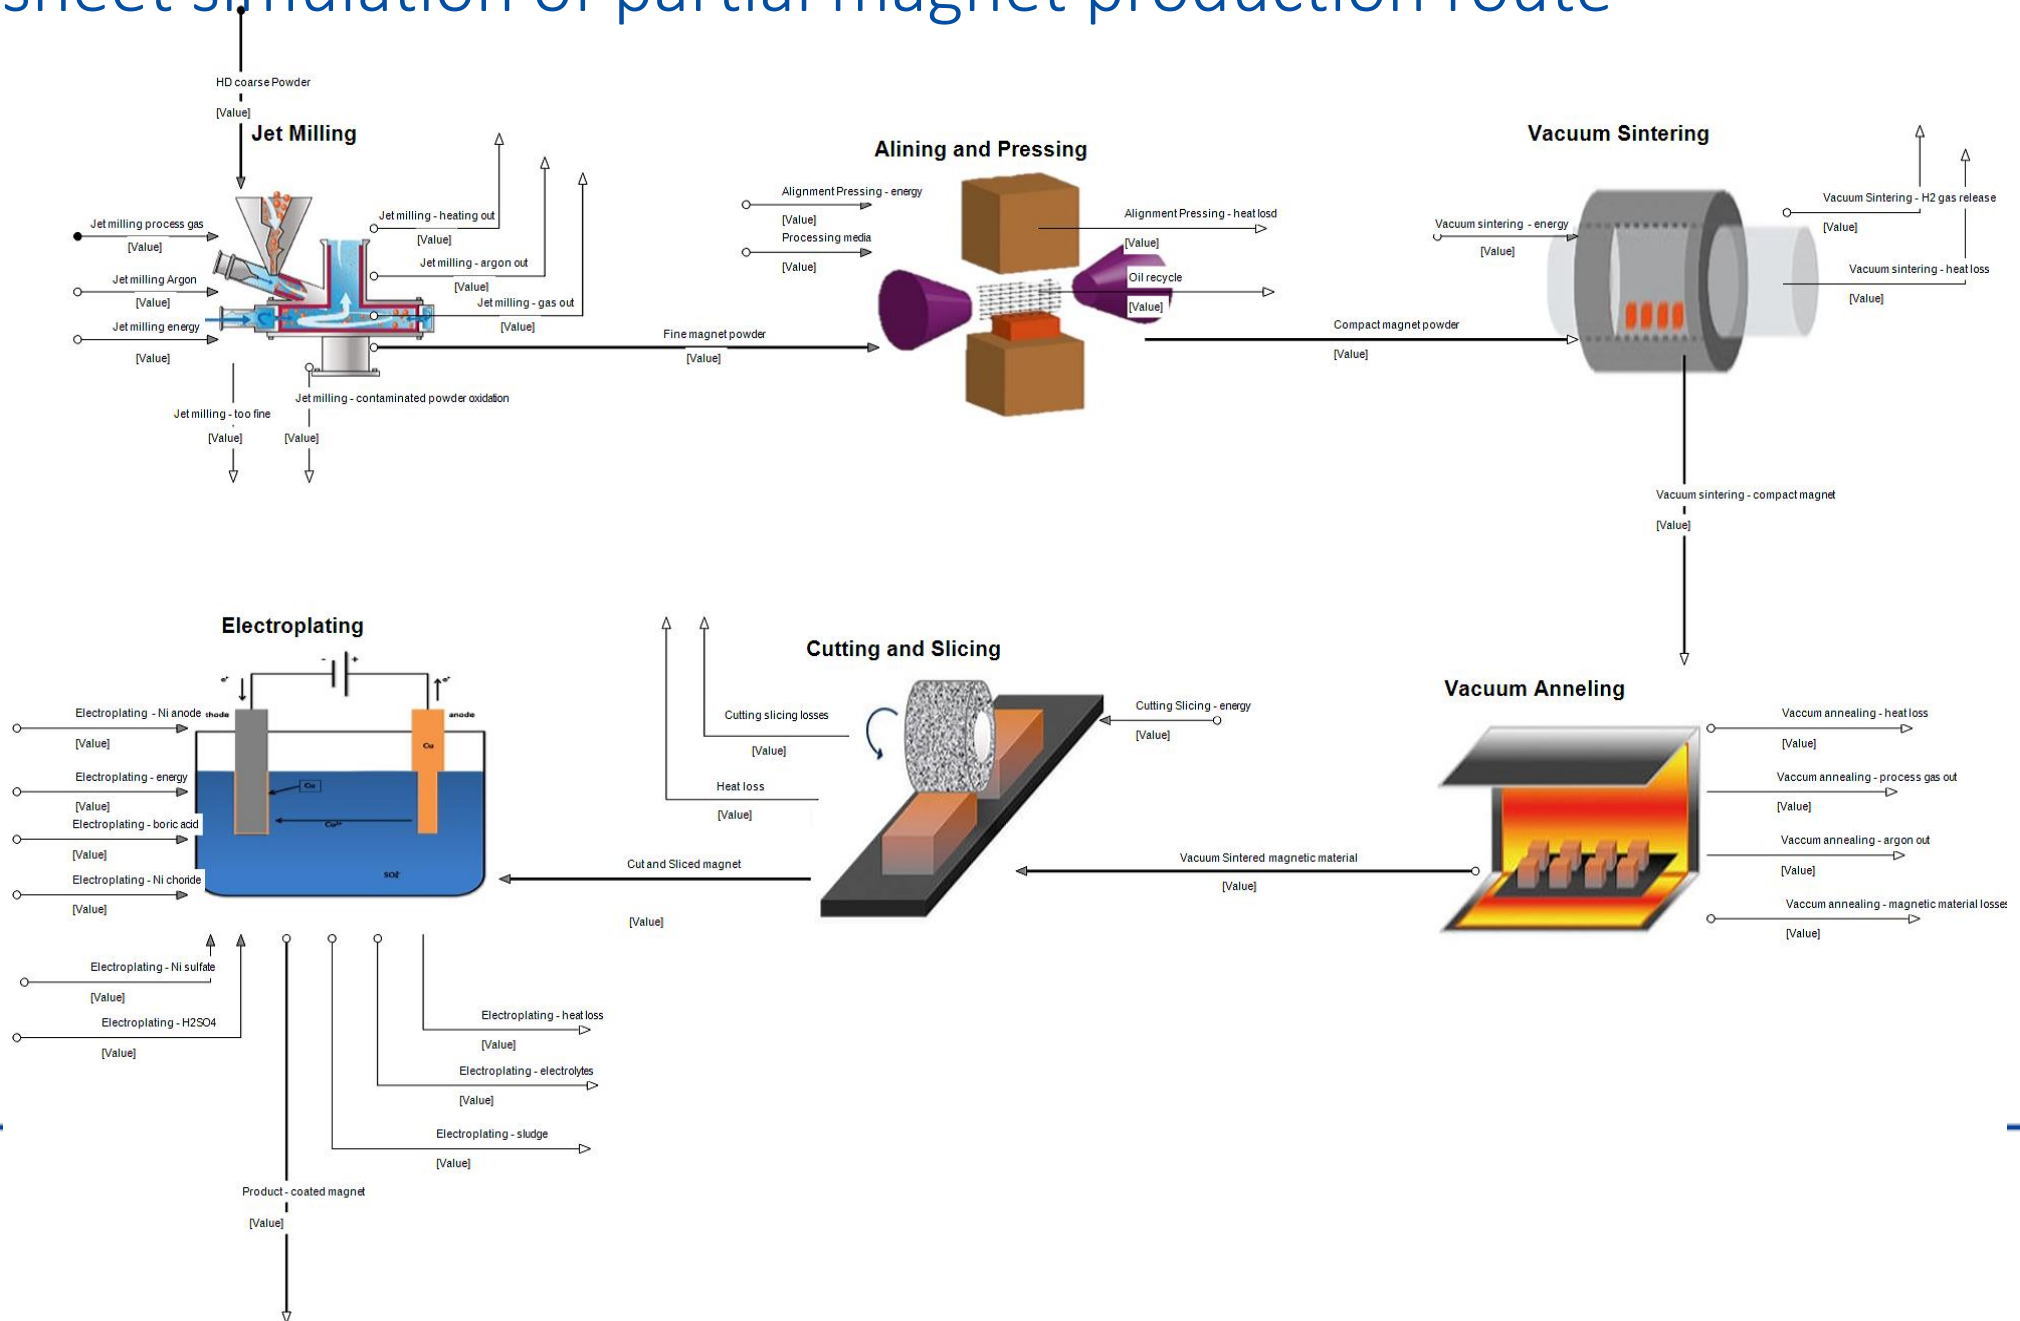 sheet simulation of partial magnet production route
HD coarse Powder
[Value]
Jet Milling
Jet milling process gas
[Value]
Jet milling Argon
[Value]
Jet milling energy
[Value]
Jet milling - heating out
[Value]
Jet milling - argon out
[Value]
Jet milling - gas out
[Value]
Fine magnet powder
[Value]
Jet milling - contaminated powder oxidation
[Value]
Jet milling - too fine
[Value]
Alining and Pressing
Alignment Pressing - energy
[Value]
Processing media
[Value]
Alignment Pressing - heat losd
[Value]
Oil recycle
[Value]
Compact magnet powder
[Value]
Vacuum Sintering
Vacuum sintering - energy
[Value]
Vacuum Sintering - H2 gas release
[Value]
Vacuum sintering - heat loss
[Value]
Vacuum sintering - compact magnet
[Value]
Vacuum Anneling
Vaccum annealing - heat loss
[Value]
Vaccum annealing - process gas out
[Value]
Vaccum annealing - argon out
[Value]
Vaccum annealing - magnetic material losses
[Value]
Vacuum Sintered magnetic material
[Value]
Cutting and Slicing
Cutting Slicing - energy
[Value]
Cutting slicing losses
[Value]
Heat loss
[Value]
Cut and Sliced magnet
[Value]
Electroplating
- +
Electroplating - Ni anode
[Value]
thode
anode
Cu
Cu
Electroplating - energy
[Value]
Electroplating - boric acid
[Value]
Electroplating - Ni choride
[Value]
Electroplating - Ni sulfate
[Value]
Electroplating - H2SO4
[Value]
Electroplating - heat loss
[Value]
Electroplating - electrolytes
[Value]
Electroplating - sludge
[Value]
Product - coated magnet
[Value]